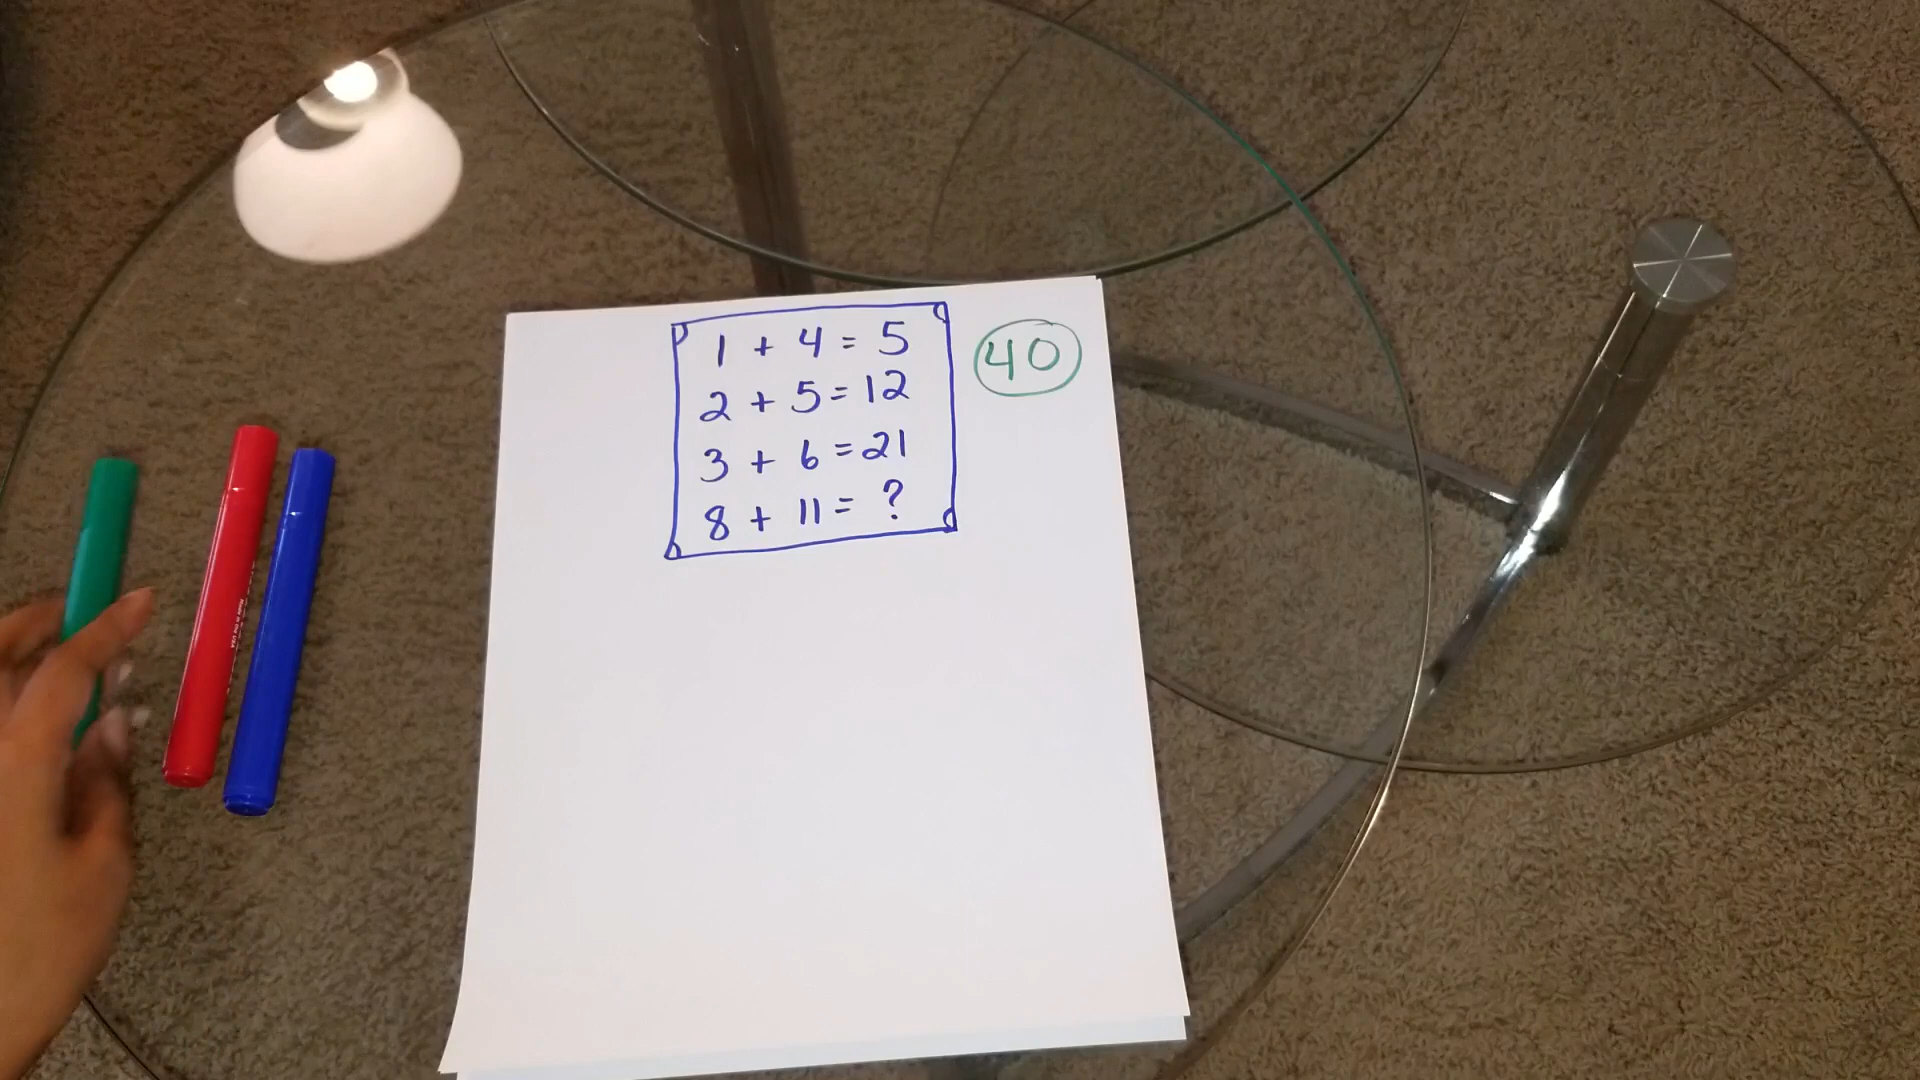 1 + 4 = 5
40
2 + 5 = 12
3 + 6 = 21
8 + 11 = ?